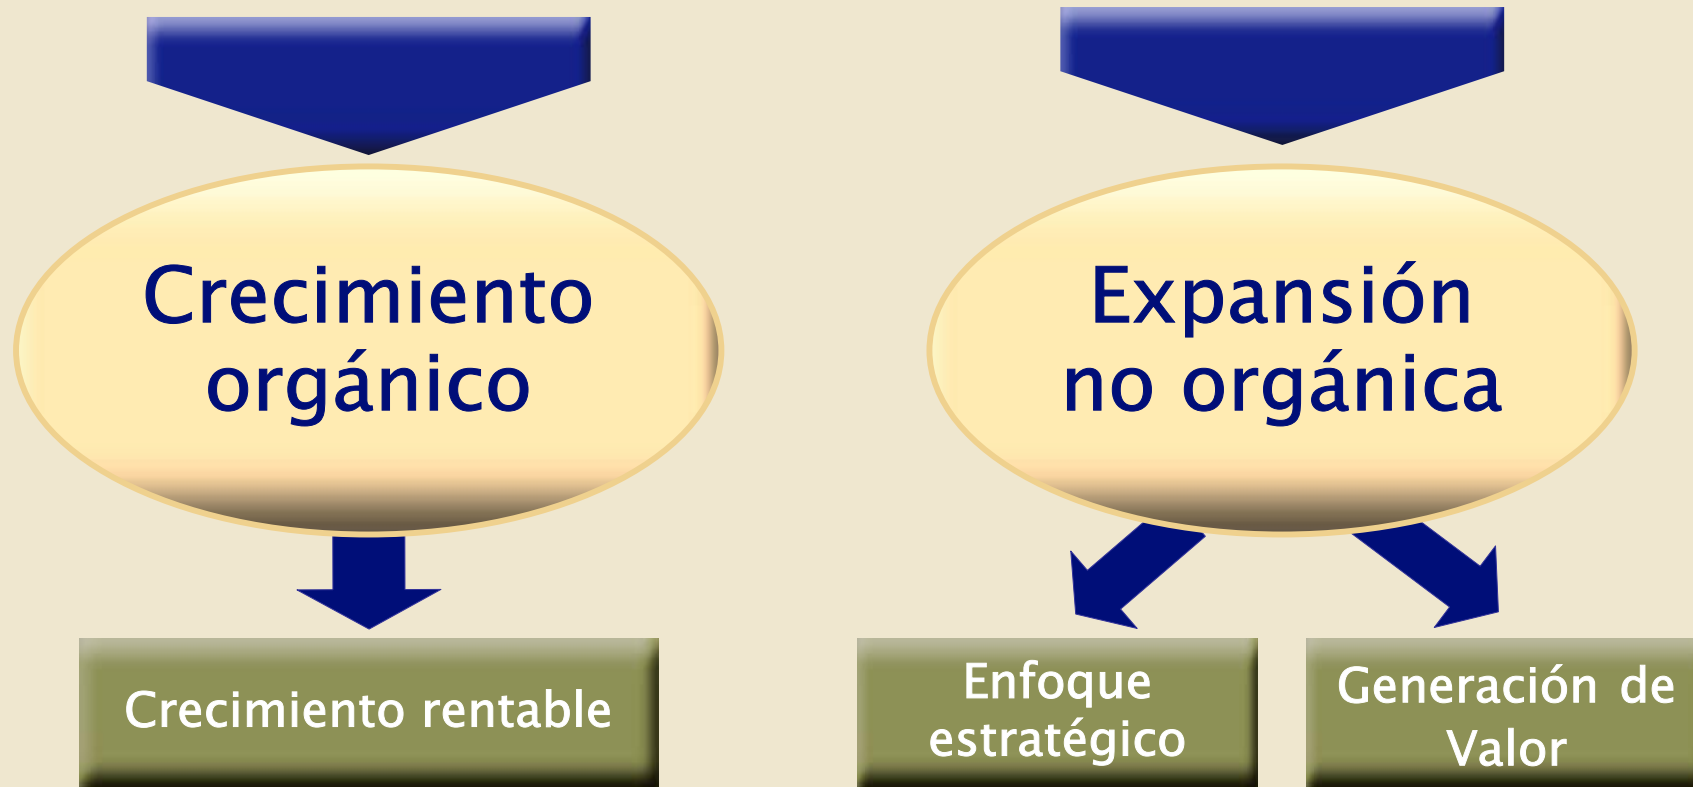 Crecimiento
orgánico
Expansión
no orgánica
Crecimiento rentable
Enfoque
estratégico
Generación de
Valor